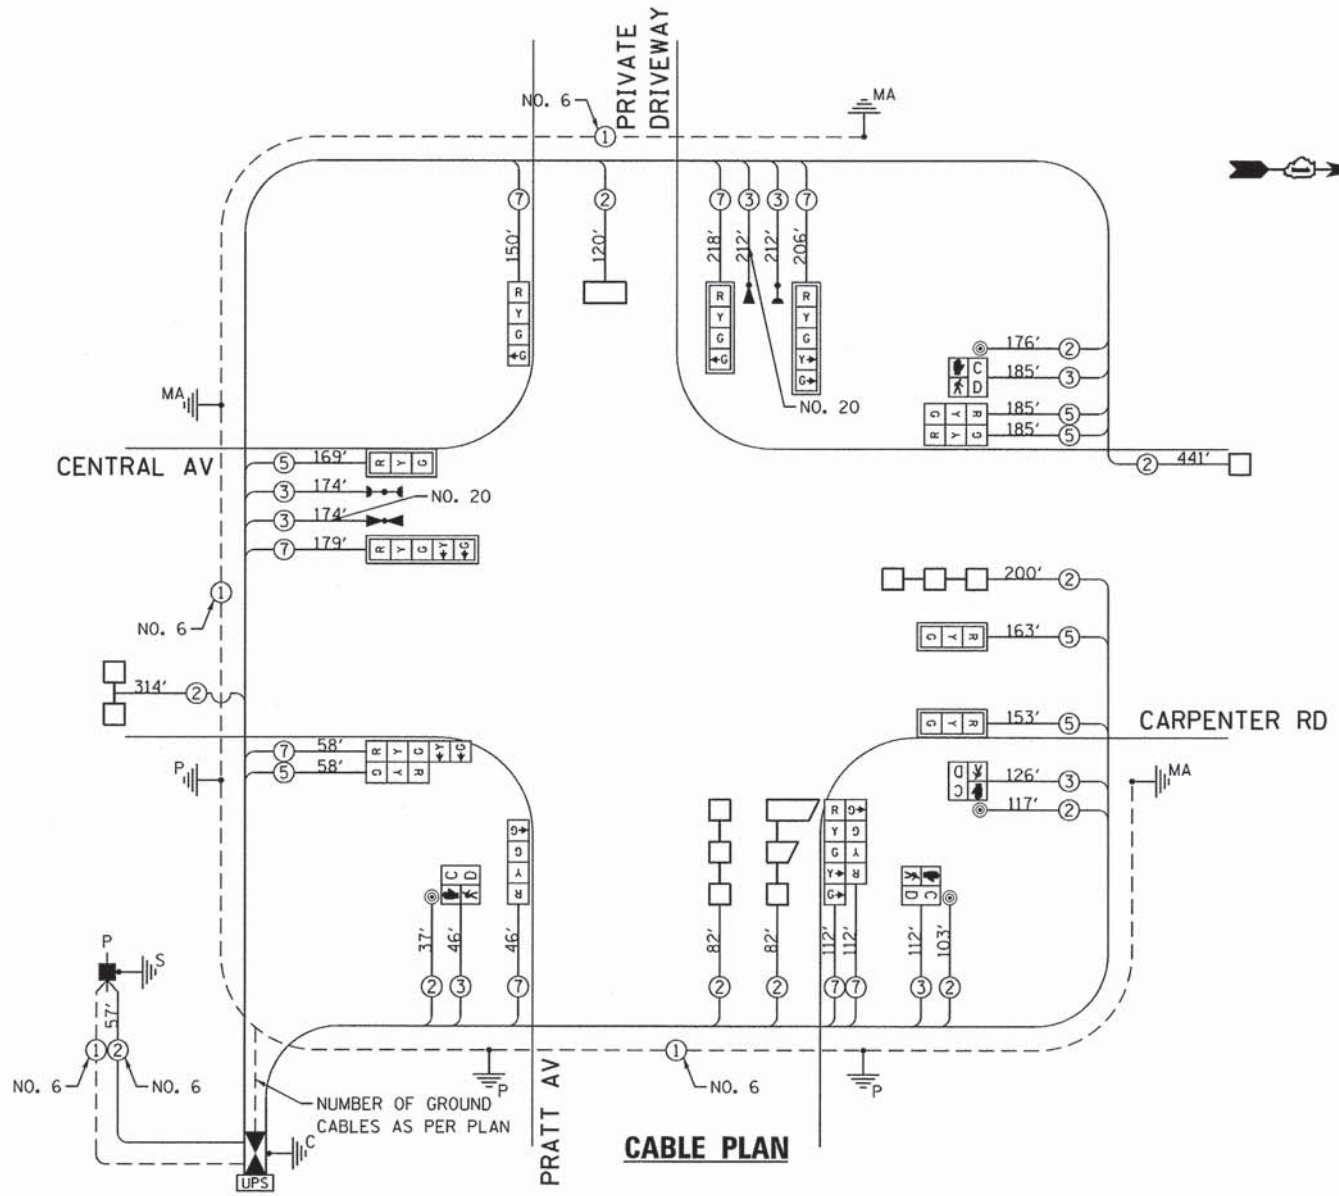 PRIVATE
DRIVEWAY
NO. 6
1
MA
7
2
7
3
3
7
150'
120'
218'
212'
212'
206'
R
Y
G
←G
R
Y
G
←G
R
Y
G
Y→
G→
NO. 20
176' 2
C
D
185' 3
G Y R
185' 5
R Y G
185' 5
2 441'
MA
CENTRAL AV
5 169' R Y G
3 174'
NO. 20
3 174'
7 179' R Y G ←Y ←G
1
NO. 6
200' 2
G Y R 163' 5
G Y R 153' 5
CARPENTER RD
314' 2
P
7 58' R Y G ←Y ←G
5 58' G Y R
D
C
126' 3
117' 2
MA
←G
G
Y
R
C D
37'
46'
46'
2
3
7
82'
82'
2
2
R
Y
G
Y→
G→
G→
G
Y
R
112'
112'
7
7
D C
112'
103'
3
2
P
S
57'
1 2
NO. 6
NO. 6
P
1
NO. 6
P
NUMBER OF GROUND
CABLES AS PER PLAN
C
UPS
PRATT AV
CABLE PLAN